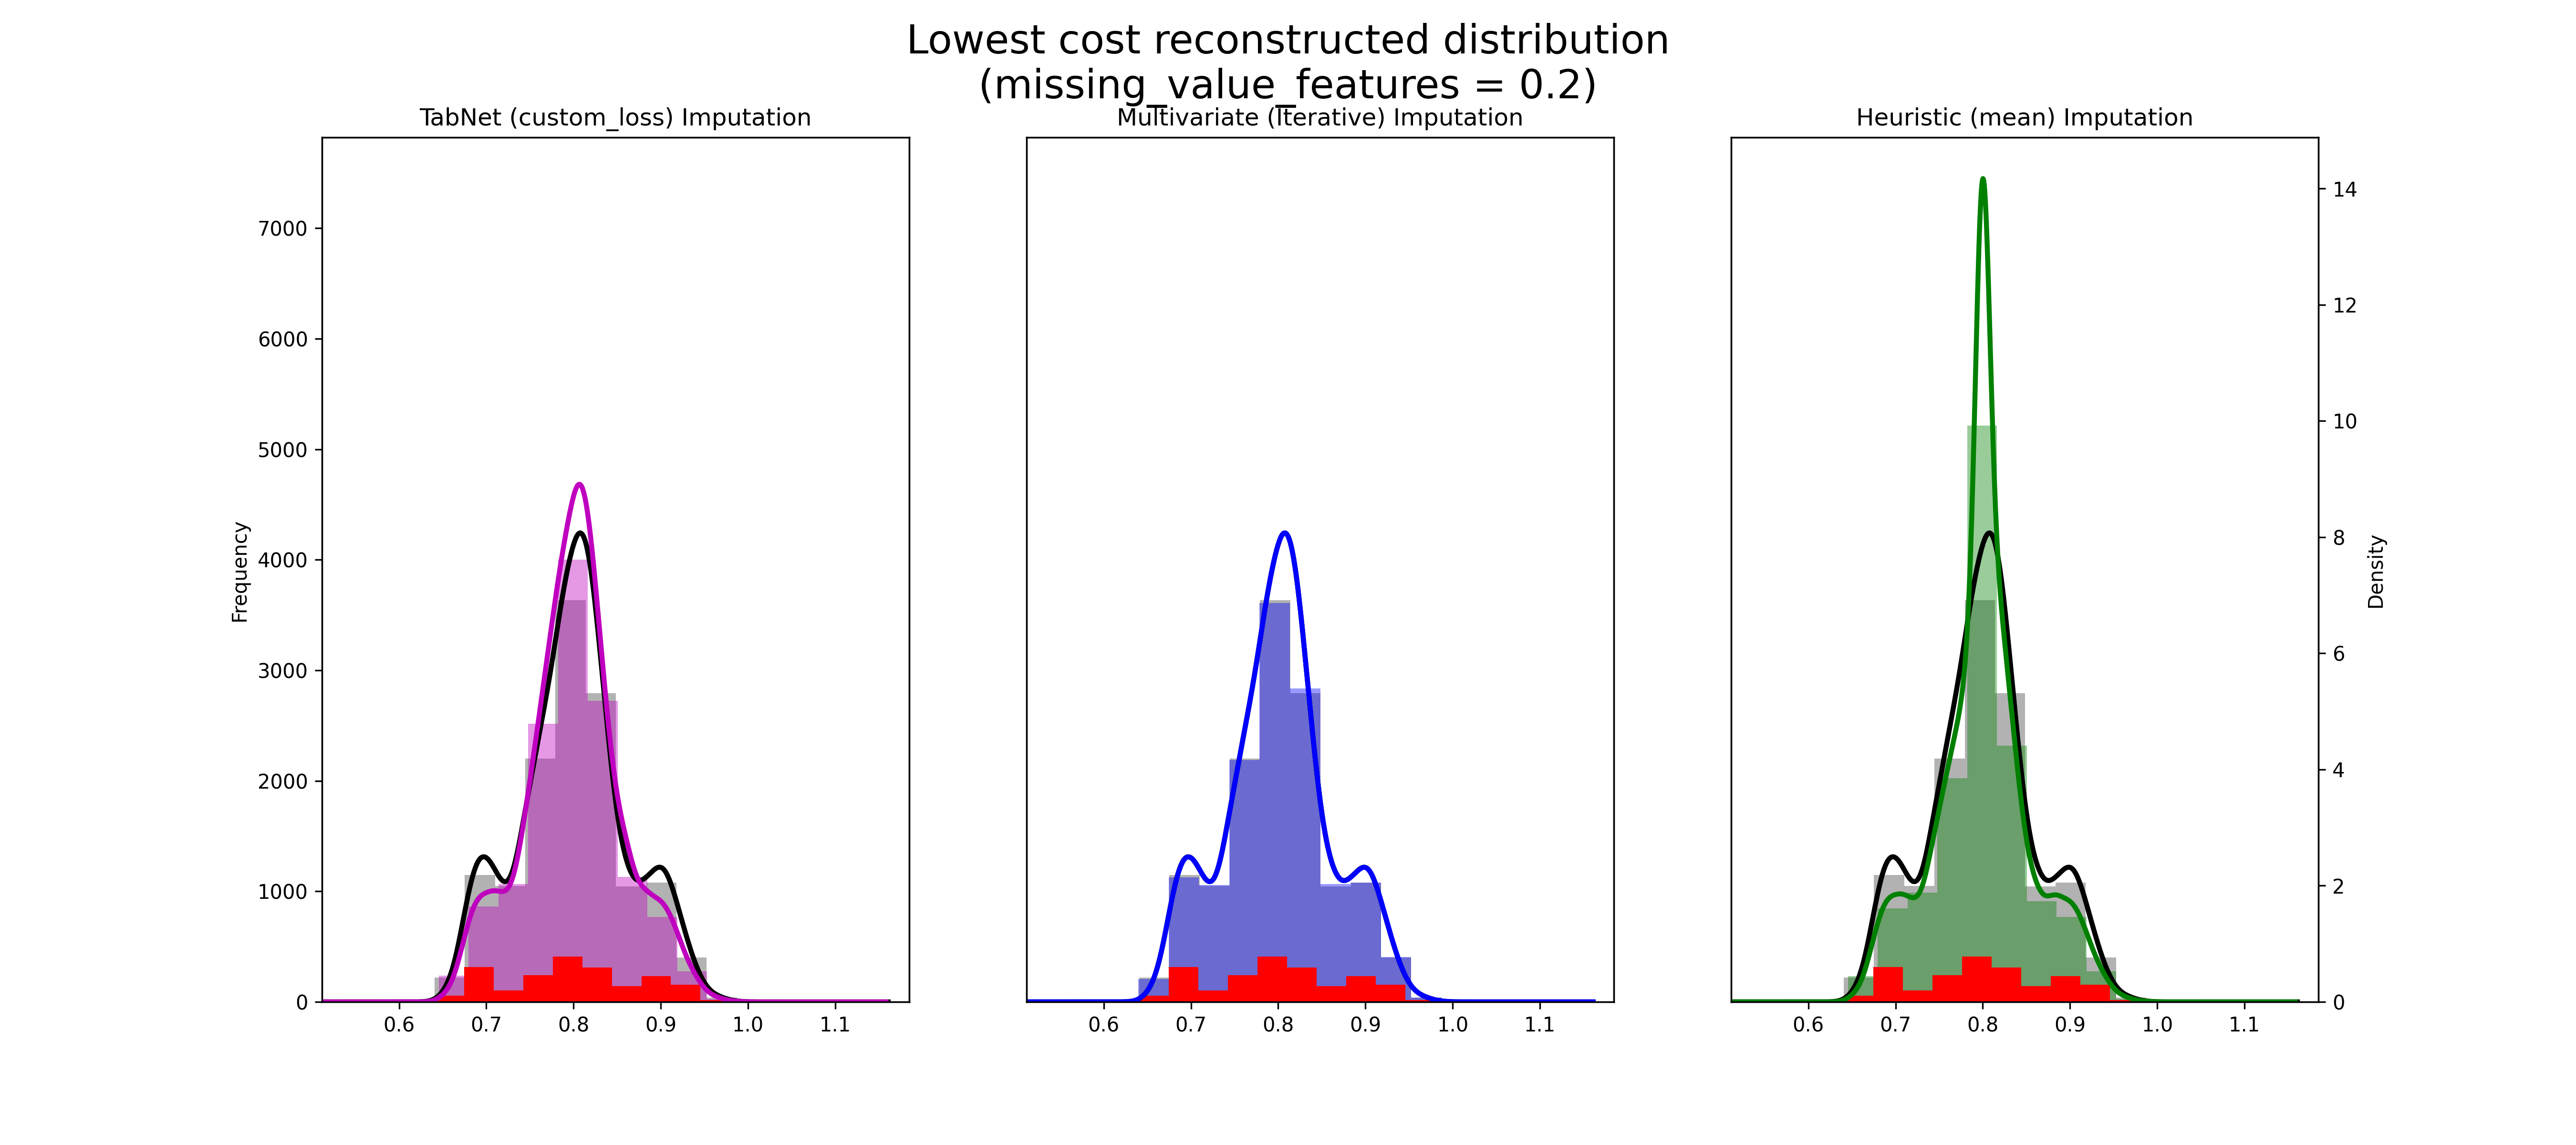 Lowest cost reconstructed distribution
(missing_value_features = 0.2)
TabNet (custom_loss) Imputation
Multivariate (Iterative) Imputation
Heuristic (mean) Imputation
Frequency
7000
6000
5000
4000
3000
2000
1000
0
0.6 0.7 0.8 0.9 1.0 1.1
0.6 0.7 0.8 0.9 1.0 1.1
0.6 0.7 0.8 0.9 1.0 1.1
14
12
10
8
6
4
2
0
Density